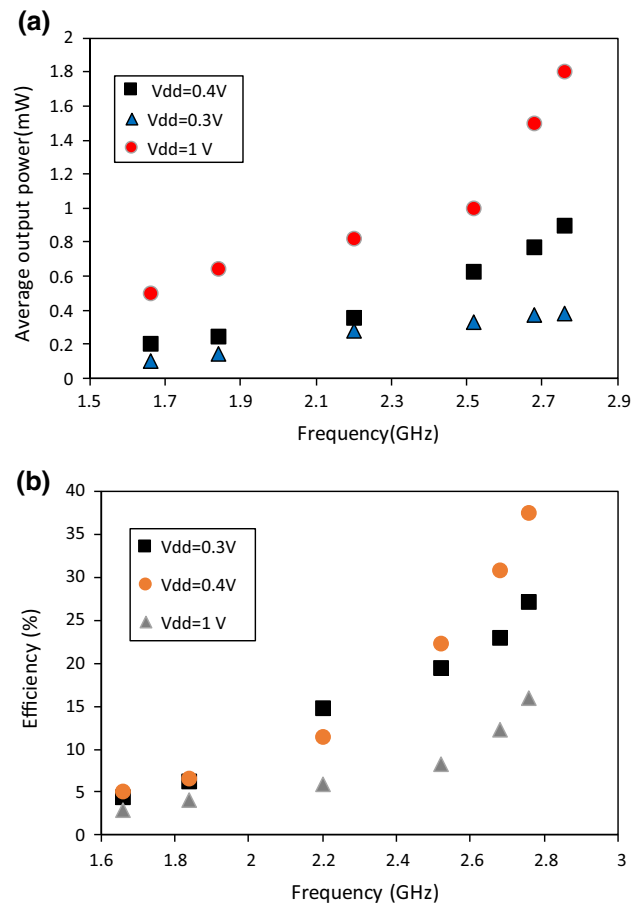 (a)
2
1.8
1.6
1.4
1.2
1
0.8
0.6
0.4
0.2
0
Average output power(mW)
Vdd=0.4V
Vdd=0.3V
Vdd=1 V
1.5 1.7 1.9 2.1 2.3 2.5 2.7 2.9
Frequency(GHz)
(b)
40
35
30
25
20
15
10
5
0
Efficiency (%)
Vdd=0.3V
Vdd=0.4V
Vdd=1 V
1.6 1.8 2 2.2 2.4 2.6 2.8 3
Frequency (GHz)